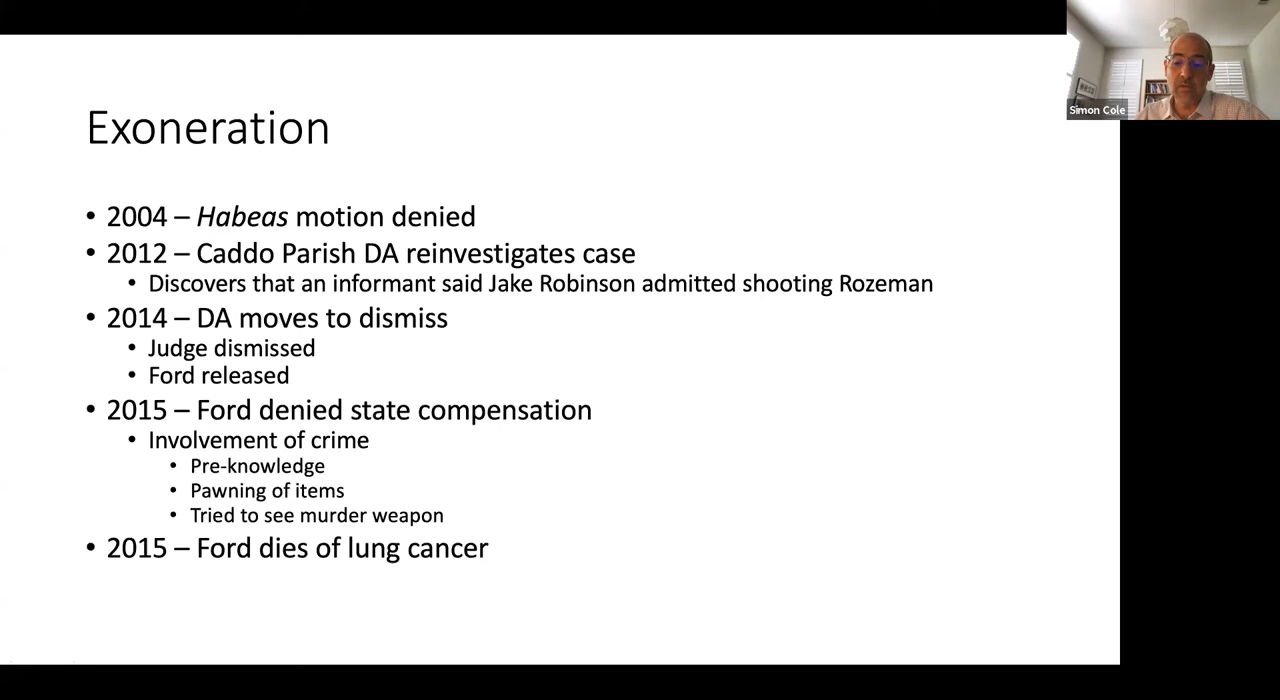 Simon Cole
Exoneration
• 2004 – Habeas motion denied
• 2012 – Caddo Parish DA reinvestigates case
• Discovers that an informant said Jake Robinson admitted shooting Rozeman
• 2014 – DA moves to dismiss
• Judge dismissed
• Ford released
• 2015 – Ford denied state compensation
• Involvement of crime
• Pre-knowledge
• Pawning of items
• Tried to see murder weapon
• 2015 – Ford dies of lung cancer